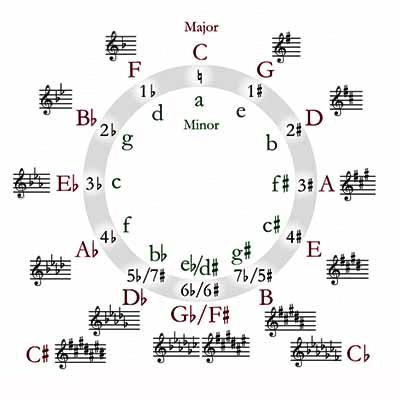 Major
C
F
G
♮
1♭
1♯
B♭
D
a
d
e
2♭
Minor
2♯
g
b
E♭
3♭
c
f♯
3♯
A
f
c♯
A♭
4♭
4♯
E
b♭
g♯
e♭/d♯
5♭/7♯
7♭/5♯
D♭
6♭/6♯
B
G♭/F♯
C♯
C♭